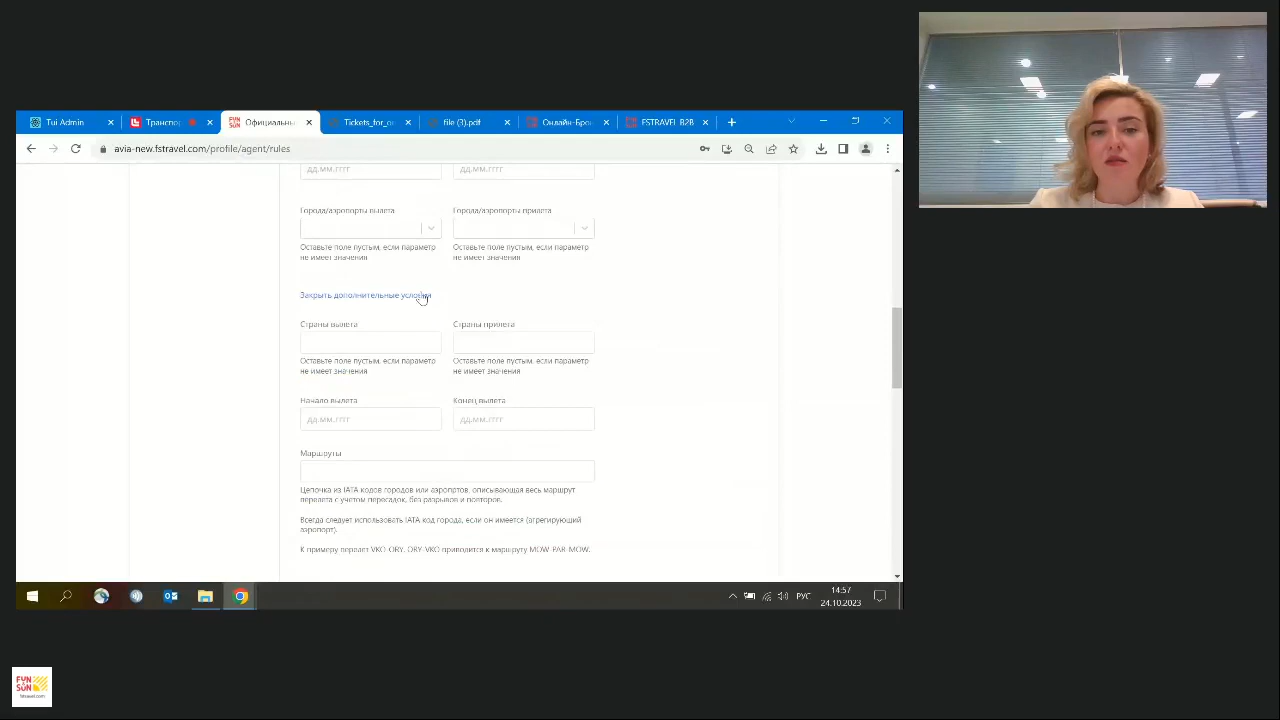 Tui Admin
Транспо
Официальны
Tickets_for_o
file (3).pdf
Онлайн-Брон
FSTRAVEL B2B
avia-new.fstravel.com/profile/agent/rules
дд.мм.гггг дд.мм.гггг
Города/аэропорты вылета Города/аэропорты прилета
Оставьте поле пустым, если параметр Оставьте поле пустым, если параметр
не имеет значения не имеет значения
Закрыть дополнительные условия
Страны вылета Страны прилета
Оставьте поле пустым, если параметр Оставьте поле пустым, если параметр
не имеет значения не имеет значения
Начало вылета Конец вылета
дд.мм.гггг дд.мм.гггг
Маршруты
Цепочка из IATA кодов городов или аэропртов, описывающая весь маршрут
перелета с учетом пересадок, без разрывов и повторов.
Всегда следует использовать IATA код города, если он имеется (агрегирующий
аэропорт).
К примеру перелет VKO-ORY, ORY-VKO приводится к маршруту MOW-PAR-MOW.
РУС
14:57
24.10.2023
FUN
SUN
fstravel.com